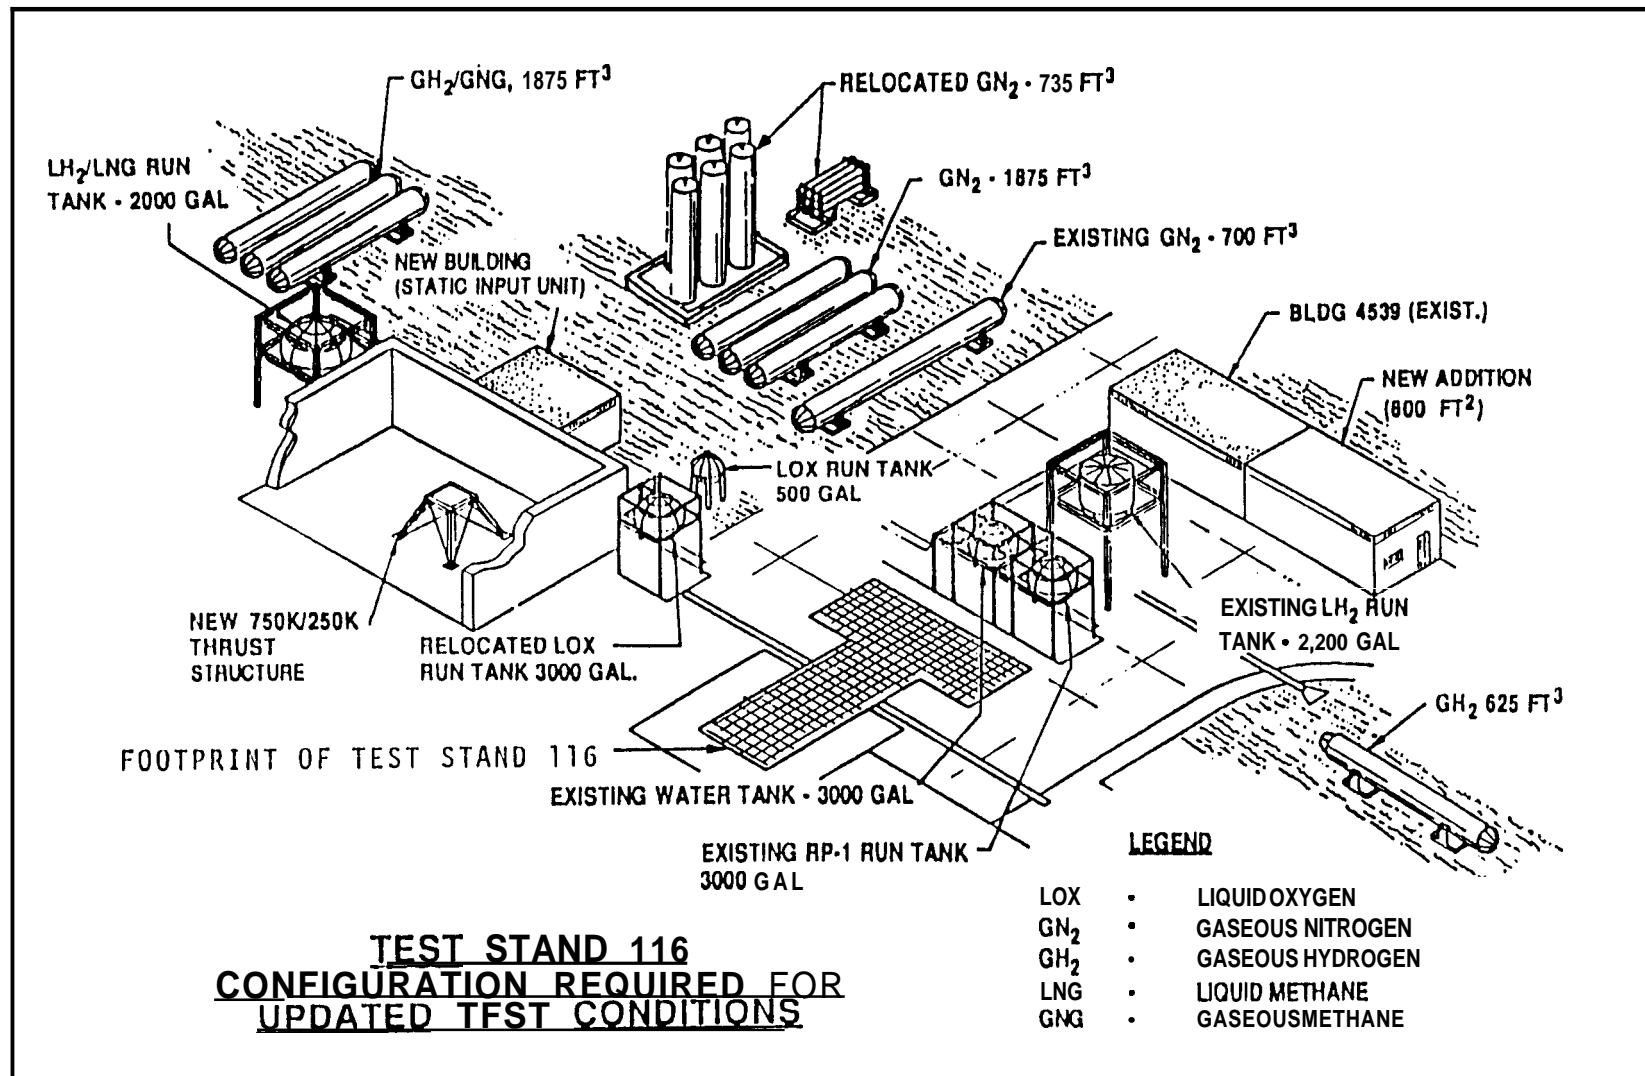 GH₂/GNG, 1875 FT³
RELOCATED GN₂ · 735 FT³
LH₂/LNG RUN
TANK · 2000 GAL
GN₂ · 1875 FT³
EXISTING GN₂ · 700 FT³
NEW BUILDING
(STATIC INPUT UNIT)
BLDG 4539 (EXIST.)
NEW ADDITION
(800 FT²)
LOX RUN TANK
500 GAL
NEW 750K/250K
THRUST
STRUCTURE
RELOCATED LOX
RUN TANK 3000 GAL.
EXISTING LH₂ RUN
TANK · 2,200 GAL
GH₂ 625 FT³
FOOTPRINT OF TEST STAND 116
EXISTING WATER TANK · 3000 GAL
EXISTING RP-1 RUN TANK
3000 GAL
LEGEND
LOX · LIQUID OXYGEN
GN₂ · GASEOUS NITROGEN
GH₂ · GASEOUS HYDROGEN
LNG · LIQUID METHANE
GNG · GASEOUSMETHANE
TEST STAND 116
CONFIGURATION REQUIRED FOR
UPDATED TFST CONDITIONS